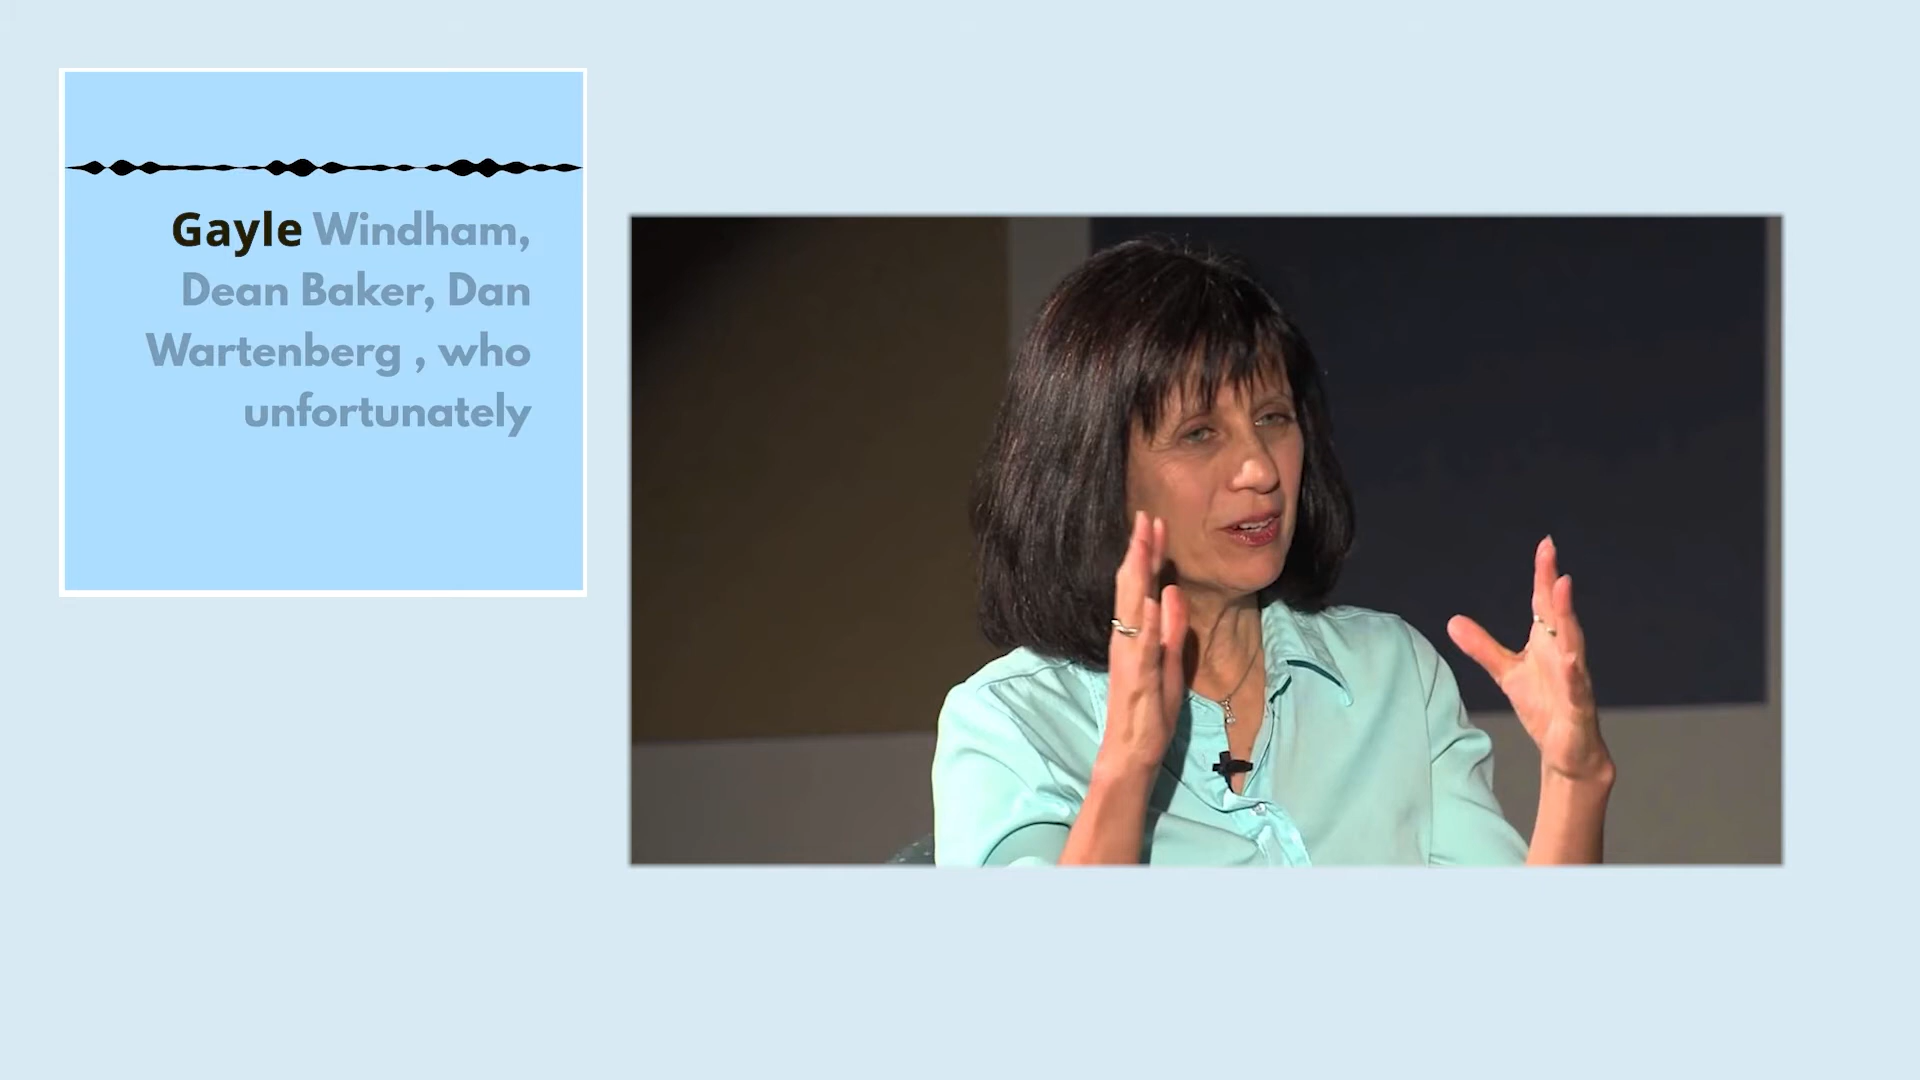 Gayle Windham,
Dean Baker, Dan
Wartenberg , who
unfortunately